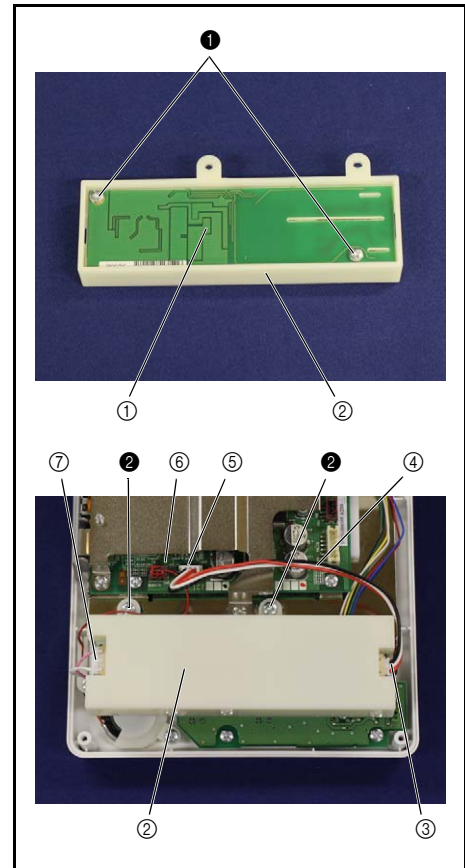 ❶
① ②
⑦ ❷ ⑥ ⑤ ❷ ④
② ③